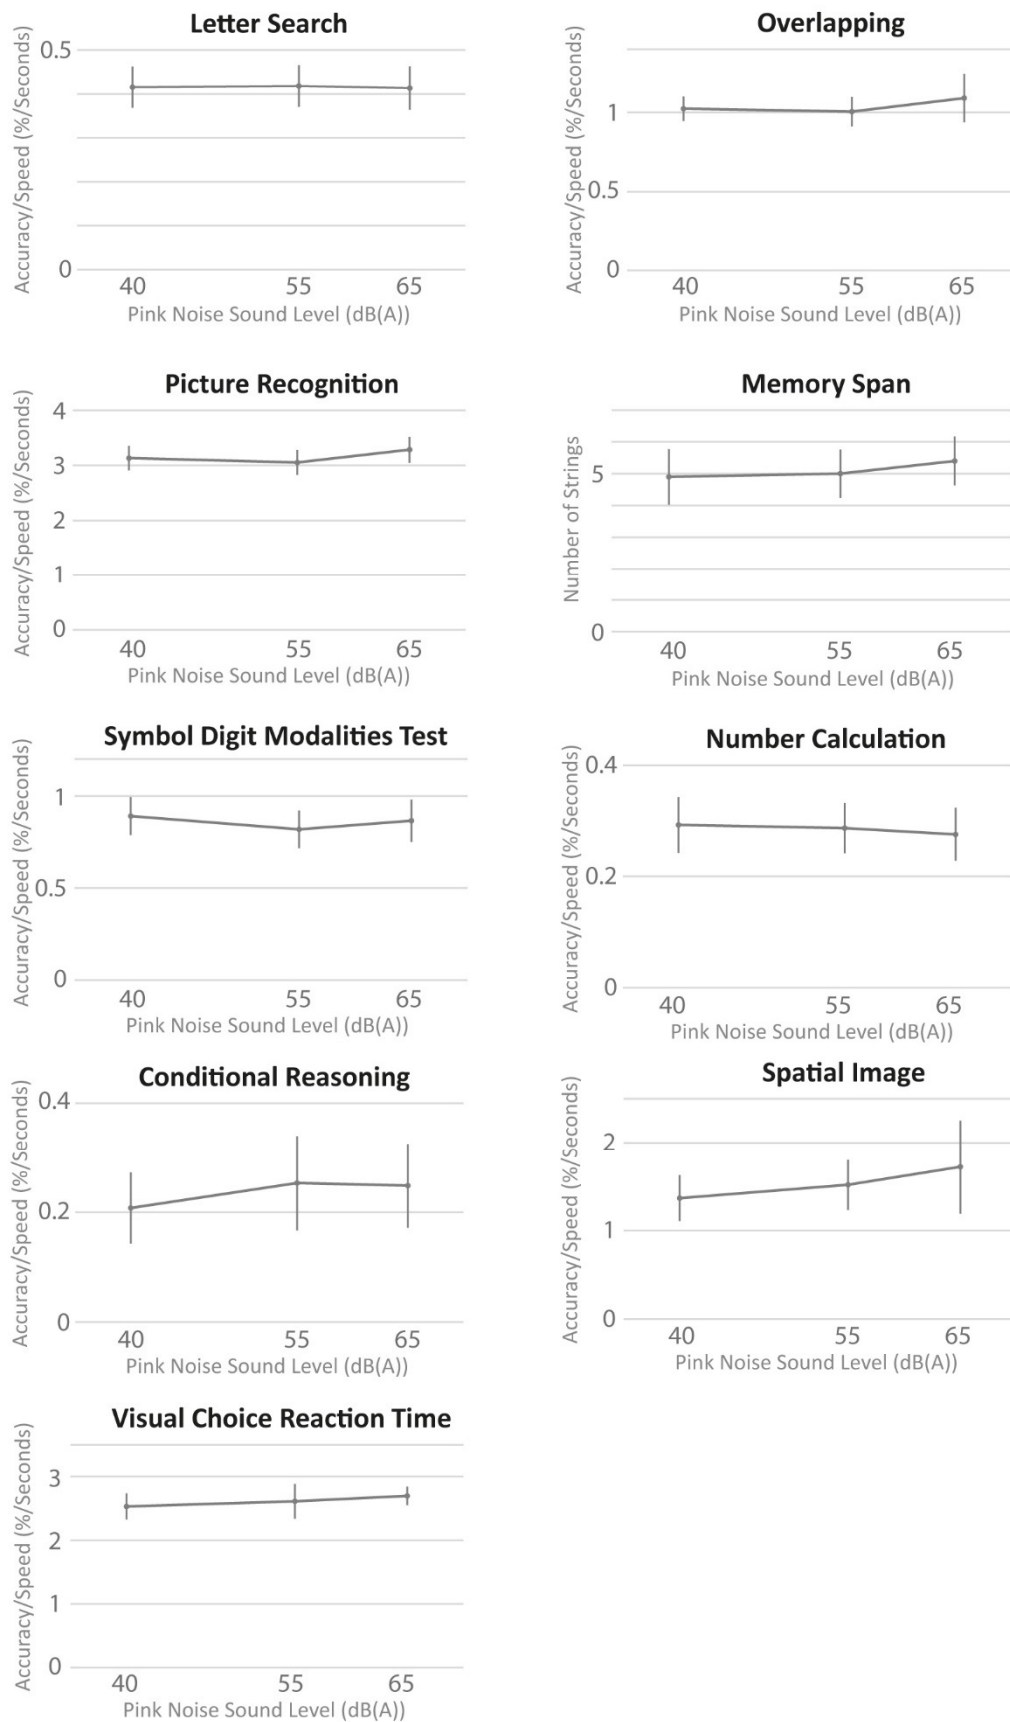 Letter Search
Accuracy/Speed (%/Seconds)
0.5
0
40 55 65
Pink Noise Sound Level (dB(A))
Overlapping
Accuracy/Speed (%/Seconds)
1
0.5
0
40 55 65
Pink Noise Sound Level (dB(A))
Picture Recognition
Accuracy/Speed (%/Seconds)
4
3
2
1
0
40 55 65
Pink Noise Sound Level (dB(A))
Memory Span
Number of Strings
5
0
40 55 65
Pink Noise Sound Level (dB(A))
Symbol Digit Modalities Test
Accuracy/Speed (%/Seconds)
1
0.5
0
40 55 65
Pink Noise Sound Level (dB(A))
Number Calculation
Accuracy/Speed (%/Seconds)
0.4
0.2
0
40 55 65
Pink Noise Sound Level (dB(A))
Conditional Reasoning
Accuracy/Speed (%/Seconds)
0.4
0.2
0
40 55 65
Pink Noise Sound Level (dB(A))
Spatial Image
Accuracy/Speed (%/Seconds)
2
1
0
40 55 65
Pink Noise Sound Level (dB(A))
Visual Choice Reaction Time
Accuracy/Speed (%/Seconds)
3
2
1
0
40 55 65
Pink Noise Sound Level (dB(A))